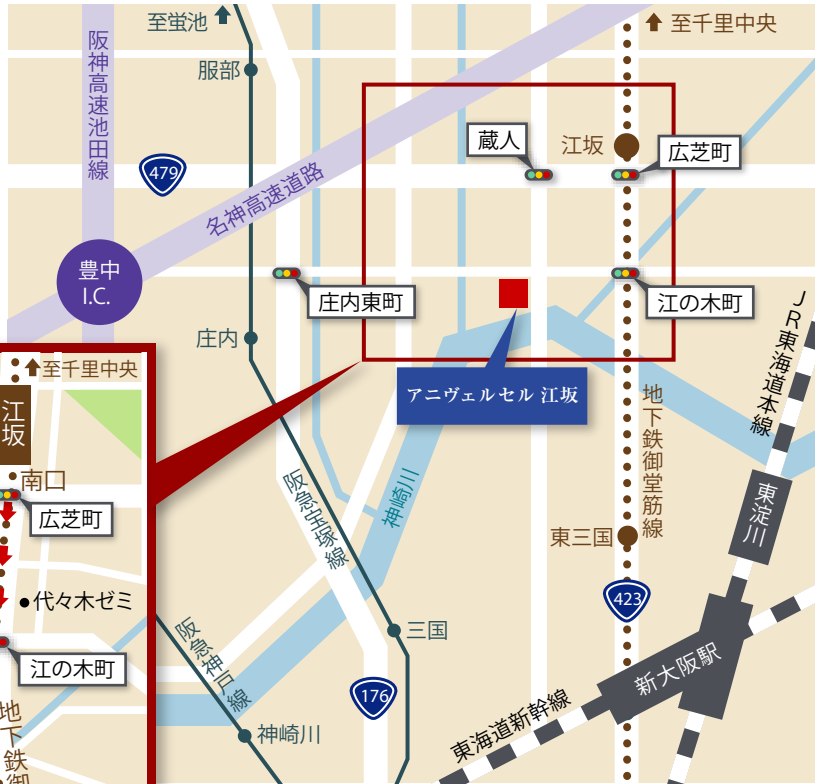 至蛍池
至千里中央
阪神高速池田線
服部
蔵人
江坂
広芝町
479
名神高速道路
豊中
I.C.
庄内東町
江の木町
JR東海道本線
庄内
アニヴェルセル 江坂
至千里中央
江坂
地下鉄御堂筋線
南口
広芝町
阪急宝塚線
神崎川
東淀川
東三国
代々木ゼミ
423
三国
江の木町
阪急神戸線
新大阪駅
176
地下鉄御
東海道新幹線
神崎川